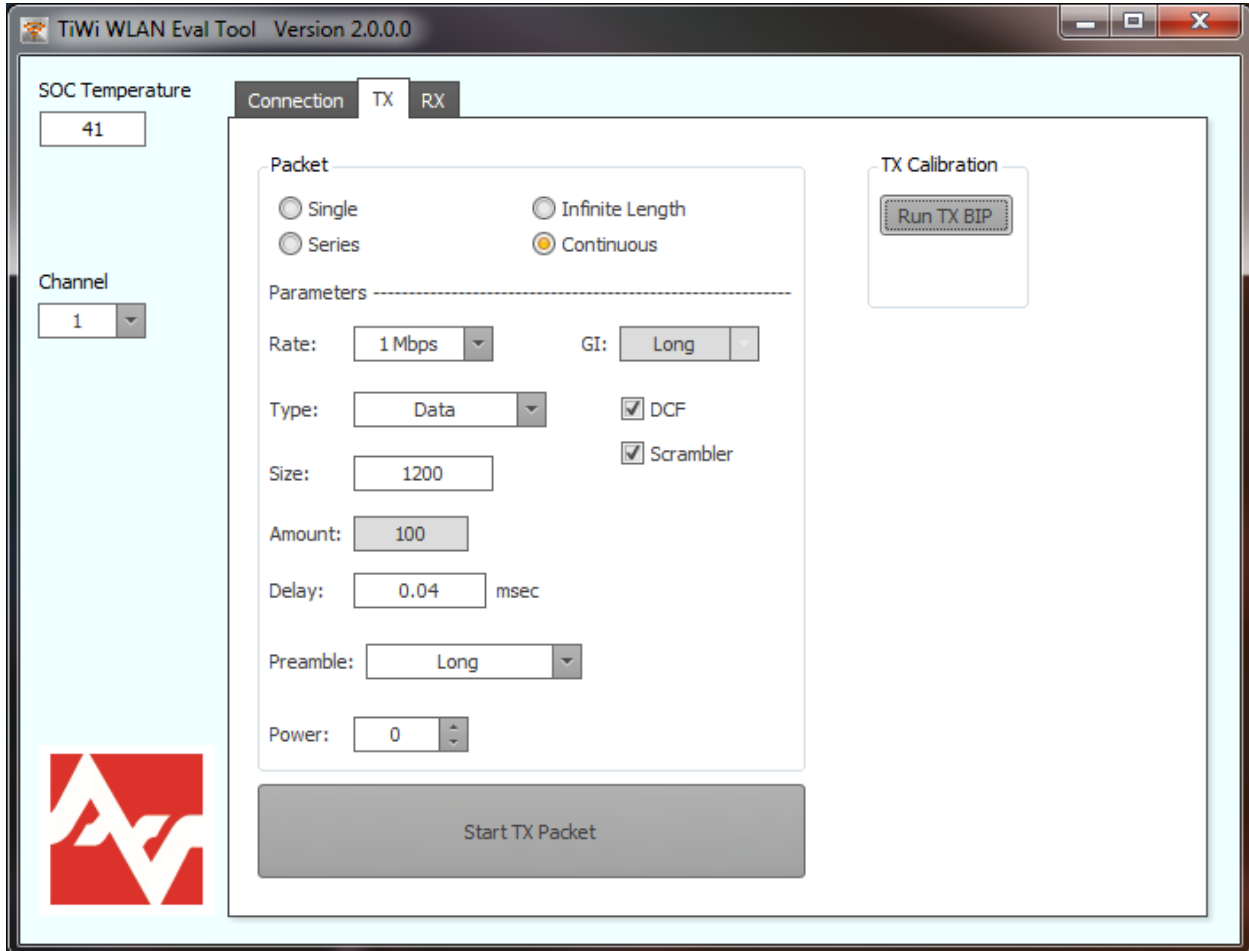 TiWi WLAN Eval Tool Version 2.0.0.0
SOC Temperature
41
Channel
1
Connection TX RX
Packet
Single Infinite Length
Series Continuous
Parameters ----------------------------------------------------------
Rate: 1 Mbps GI: Long
Type: Data DCF
Scrambler
Size: 1200
Amount: 100
Delay: 0.04 msec
Preamble: Long
Power: 0
Start TX Packet
TX Calibration
Run TX BIP